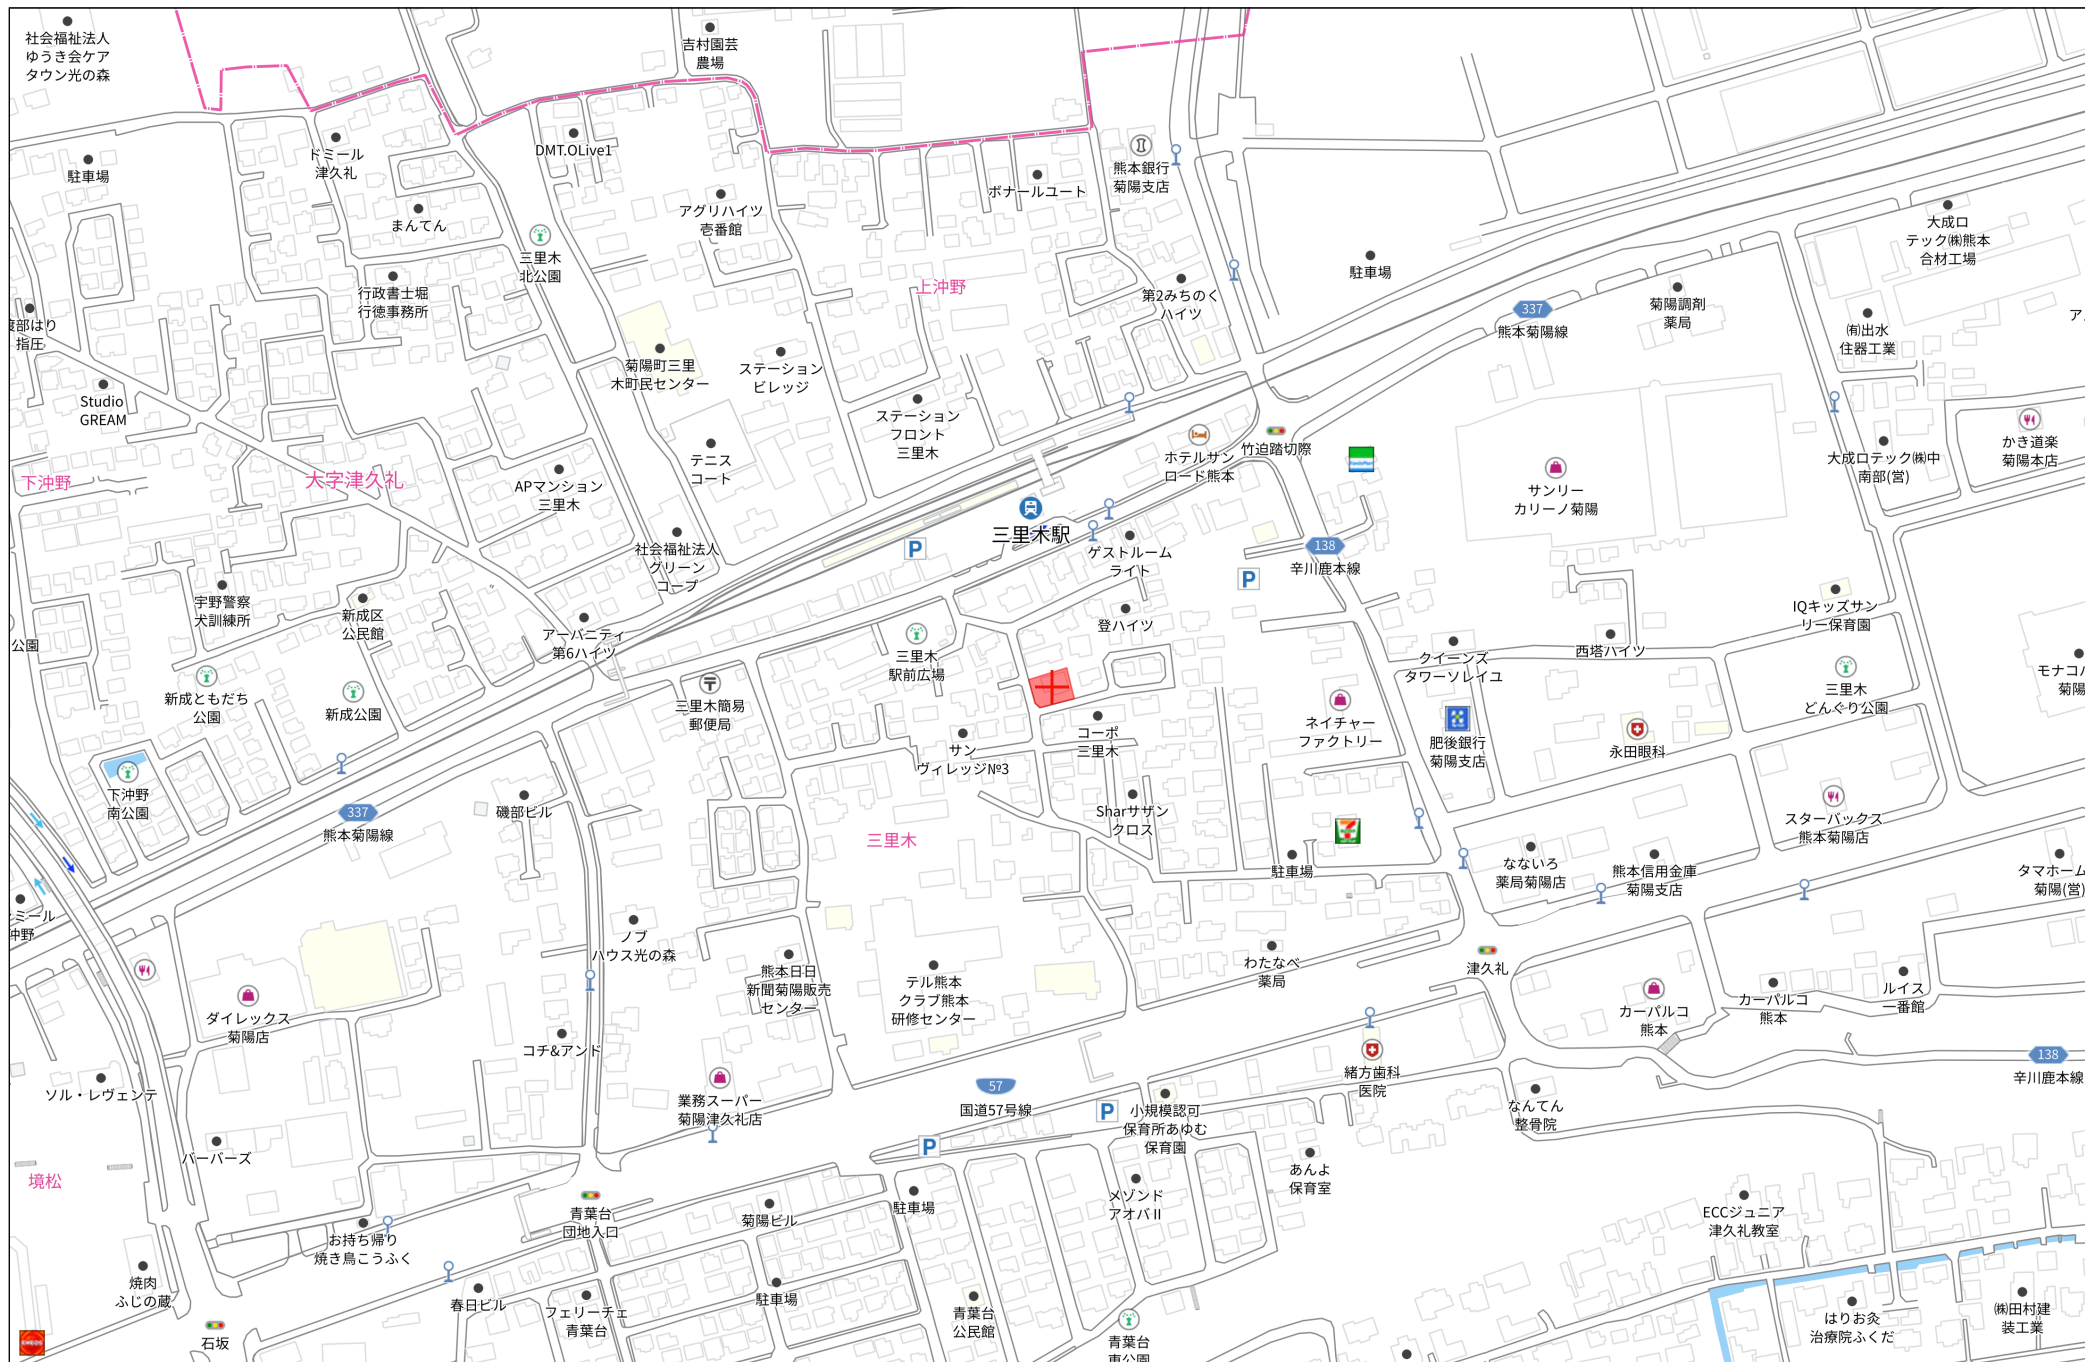 社会福祉法人
ゆうき会ケア
タウン光の森
吉村園芸
農場
駐車場
ドミール
津久礼
DMT.OLive1
まんてん
アグリハイツ
壱番館
ボナールユート
熊本銀行
菊陽支店
三里木
北公園
行政書士堀
行徳事務所
上沖野
第2みちのく
ハイツ
駐車場
337
熊本菊陽線
菊陽調剤
薬局
大成ロ
テック㈱熊本
合材工場
㈲出水
住器工業
ア
部はり
指圧
Studio
GREAM
菊陽町三里
木町民センター
ステーション
ビレッジ
ステーション
フロント
三里木
テニス
コート
APマンション
三里木
下沖野
大字津久礼
ホテルサン
ロード熊本
竹迫踏切際
FamilyMart
サンリー
カリーノ菊陽
大成ロテック㈱中
南部(営)
かき道楽
菊陽本店
三里木駅
P
P
138
辛川鹿本線
ゲストルーム
ライト
社会福祉法人
グリーン
コープ
宇野警察
犬訓練所
新成区
公民館
アーバニティ
第6ハイツ
公園
登ハイツ
三里木
駅前広場
三里木簡易
郵便局
新成ともだち
公園
新成公園
コーポ
三里木
サン
ヴィレッジ№3
ネイチャー
ファクトリー
クイーンズ
タワーソレイユ
西塔ハイツ
IQキッズサン
リー保育園
三里木
どんぐり公園
モナコパ
菊陽
肥後銀行
菊陽支店
永田眼科
スターバックス
熊本菊陽店
下沖野
南公園
337
熊本菊陽線
磯部ビル
Sharサザン
クロス
三里木
駐車場
なないろ
薬局菊陽店
熊本信用金庫
菊陽支店
タマホーム
菊陽(営)
ミール
沖野
ノブ
ハウス光の森
熊本日日
新聞菊陽販売
センター
テル熊本
クラブ熊本
研修センター
わたなべ
薬局
津久礼
ダイレックス
菊陽店
コチ&アンド
カーパルコ
熊本
カーパルコ
熊本
ルイス
一番館
138
辛川鹿本線
緒方歯科
医院
なんてん
整骨院
ソル・レヴェンテ
業務スーパー
菊陽津久礼店
57
国道57号線
P
P
小規模認可
保育所あゆむ
保育園
バーバーズ
境松
あんよ
保育室
メゾンド
アオバⅡ
駐車場
菊陽ビル
青葉台
団地入口
お持ち帰り
焼き鳥こうふく
ECCジュニア
津久礼教室
焼肉
ふじの蔵
春日ビル
フェリーチェ
青葉台
駐車場
青葉台
公民館
青葉台
東公園
はりお灸
治療院ふくだ
㈱田村建
装工業
ENEOS
石坂